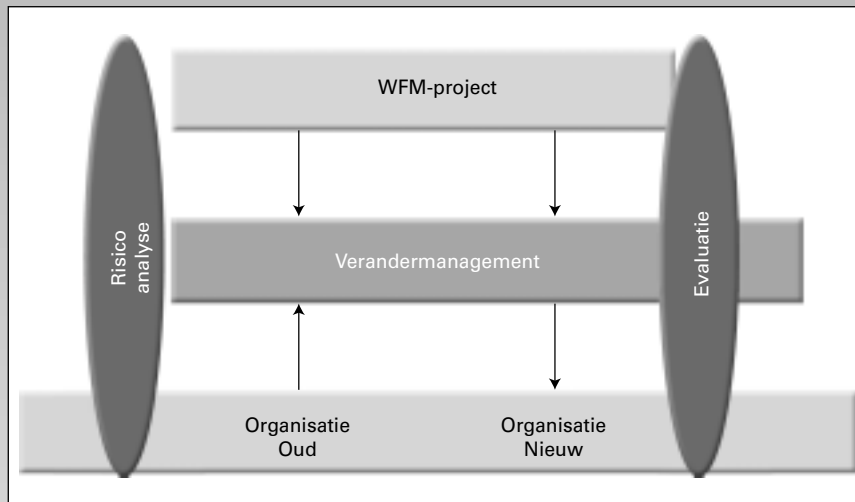 WFM-project
Risico
analyse
Verandermanagement
Evaluatie
Organisatie
Oud
Organisatie
Nieuw